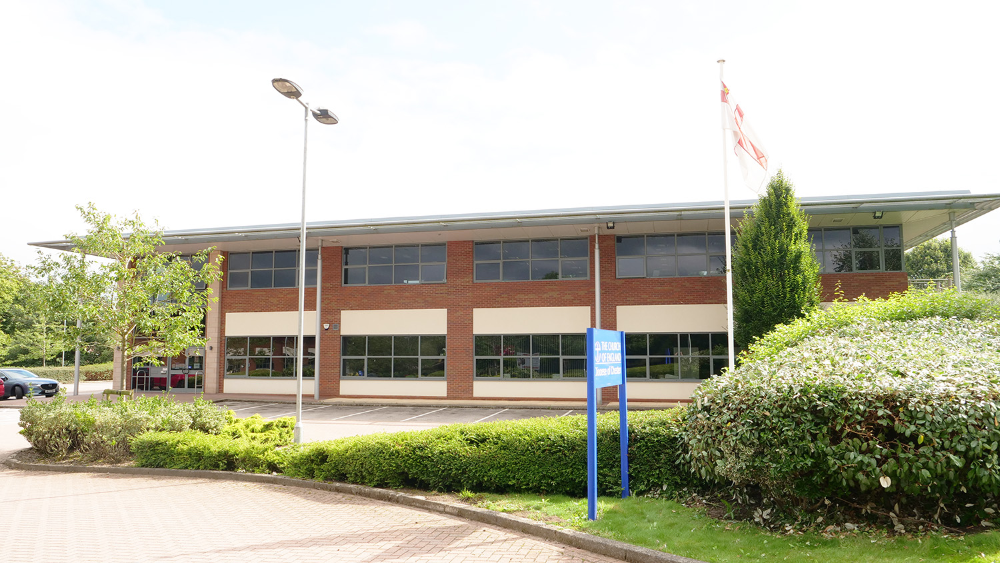 THE CHURCH
OF ENGLAND
Diocese of Chester